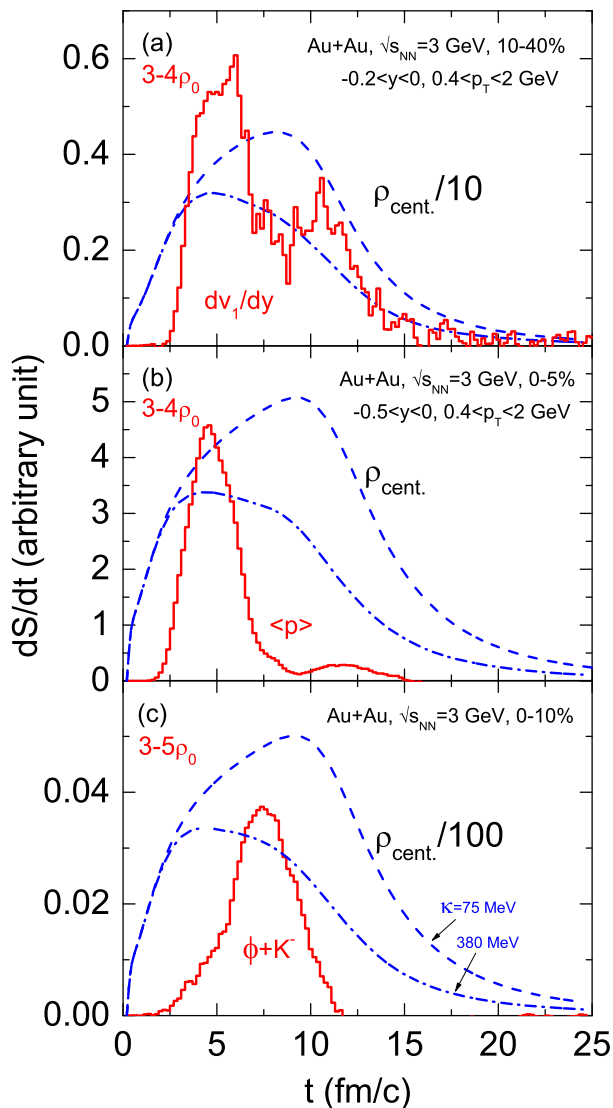 (a)
Au+Au, √s_NN=3 GeV, 10-40%
-0.2<y<0, 0.4<p_T<2 GeV
3-4ρ_0
ρ_cent./10
dv_1/dy
0.6
0.4
0.2
0.0
(b)
Au+Au, √s_NN=3 GeV, 0-5%
-0.5<y<0, 0.4<p_T<2 GeV
3-4ρ_0
ρ_cent.
<p>
5
4
3
2
1
0
dS/dt (arbitrary unit)
(c)
Au+Au, √s_NN=3 GeV, 0-10%
3-5ρ_0
ρ_cent./100
κ=75 MeV
380 MeV
ϕ+K^-
0.04
0.02
0.00
0 5 10 15 20 25
t (fm/c)